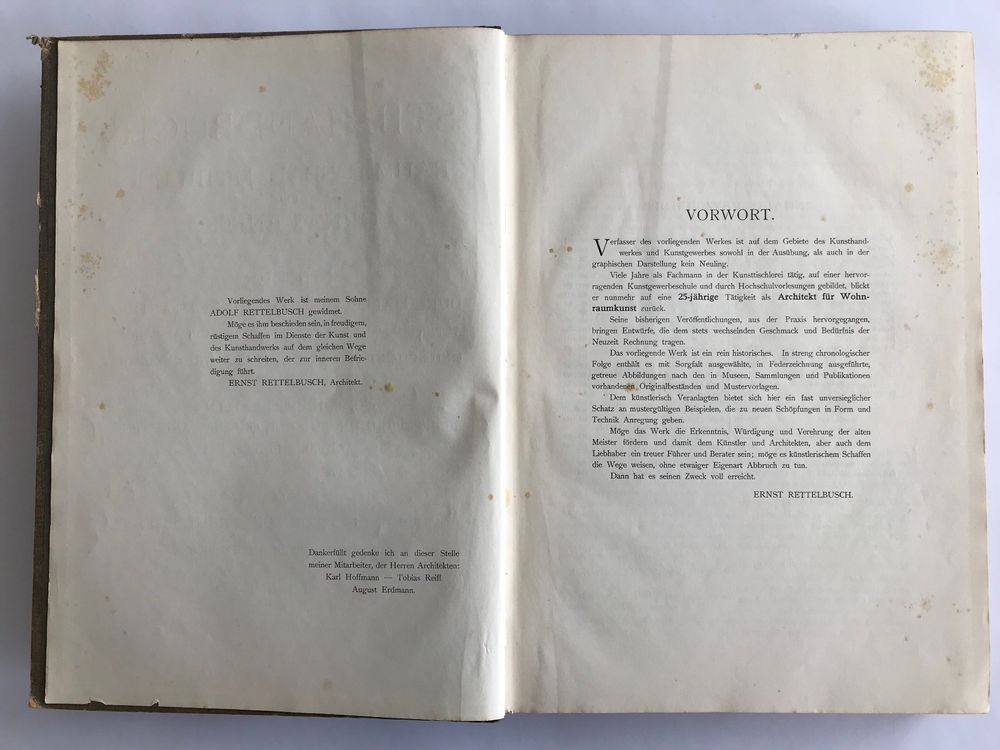 Vorliegendes Werk ist meinem Sohne
ADOLF RETTELBUSCH gewidmet.
Möge es ihm beschieden sein, in freudigem,
rüstigem Schaffen im Dienste der Kunst und
des Kunsthandwerks auf dem gleichen Wege
weiter zu schreiten, der zur inneren Befrie-
digung führt.
ERNST RETTELBUSCH, Architekt.
Dankerfüllt gedenke ich an dieser Stelle
meiner Mitarbeiter, der Herren Architekten:
Karl Hoffmann — Tobias Reiff
August Erdmann.
VORWORT.
Verfasser des vorliegenden Werkes ist auf dem Gebiete des Kunsthand-
werkes und Kunstgewerbes sowohl in der Ausübung, als auch in der
graphischen Darstellung kein Neuling.
Viele Jahre als Fachmann in der Kunsttischlerei tätig, auf einer hervor-
ragenden Kunstgewerbeschule und durch Hochschulvorlesungen gebildet, blickt
er nunmehr auf eine 25-jährige Tätigkeit als Architekt für Wohn-
raumkunst zurück.
Seine bisherigen Veröffentlichungen, aus der Praxis hervorgegangen,
bringen Entwürfe, die dem stets wechselnden Geschmack und Bedürfnis der
Neuzeit Rechnung tragen.
Das vorliegende Werk ist ein rein historisches. In streng chronologischer
Folge enthält es mit Sorgfalt ausgewählte, in Federzeichnung ausgeführte,
getreue Abbildungen nach den in Museen, Sammlungen und Publikationen
vorhandenen Originalbeständen und Mustervorlagen.
Dem künstlerisch Veranlagten bietet sich hier ein fast unversieglicher
Schatz an mustergültigen Beispielen, die zu neuen Schöpfungen in Form und
Technik Anregung geben.
Möge das Werk die Erkenntnis, Würdigung und Verehrung der alten
Meister fördern und damit dem Künstler und Architekten, aber auch dem
Liebhaber ein treuer Führer und Berater sein; möge es künstlerischem Schaffen
die Wege weisen, ohne etwaiger Eigenart Abbruch zu tun.
Dann hat es seinen Zweck voll erreicht.
ERNST RETTELBUSCH.